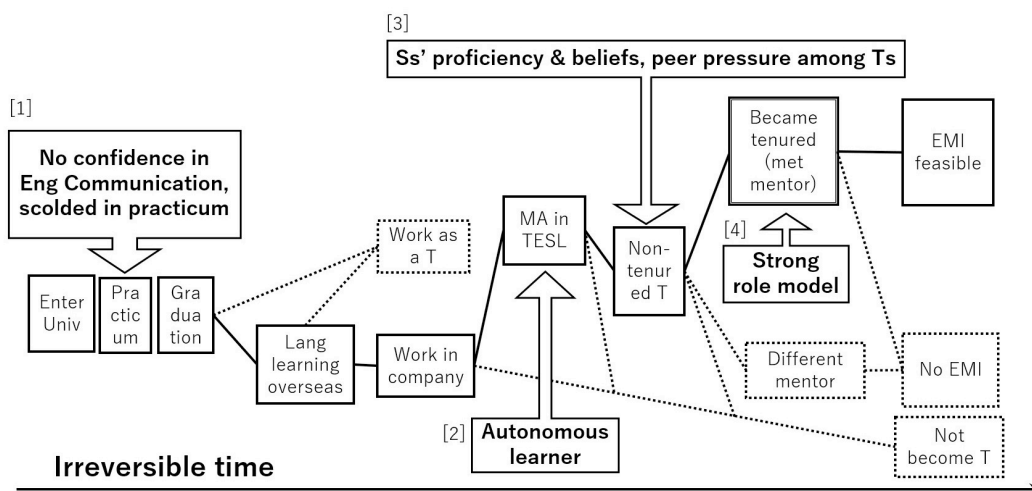 [3]
Ss' proficiency & beliefs, peer pressure among Ts
[1]
No confidence in
Eng Communication,
scolded in practicum
Became
tenured
(met
mentor)
EMI
feasible
MA in
TESL
Work as
a T
Non-
tenur
ed T
[4]
Strong
role model
Enter
Univ
Pra
ctic
um
Gra
dua
tion
Lang
learning
overseas
Work in
company
Different
mentor
No EMI
[2]
Autonomous
learner
Not
become T
Irreversible time